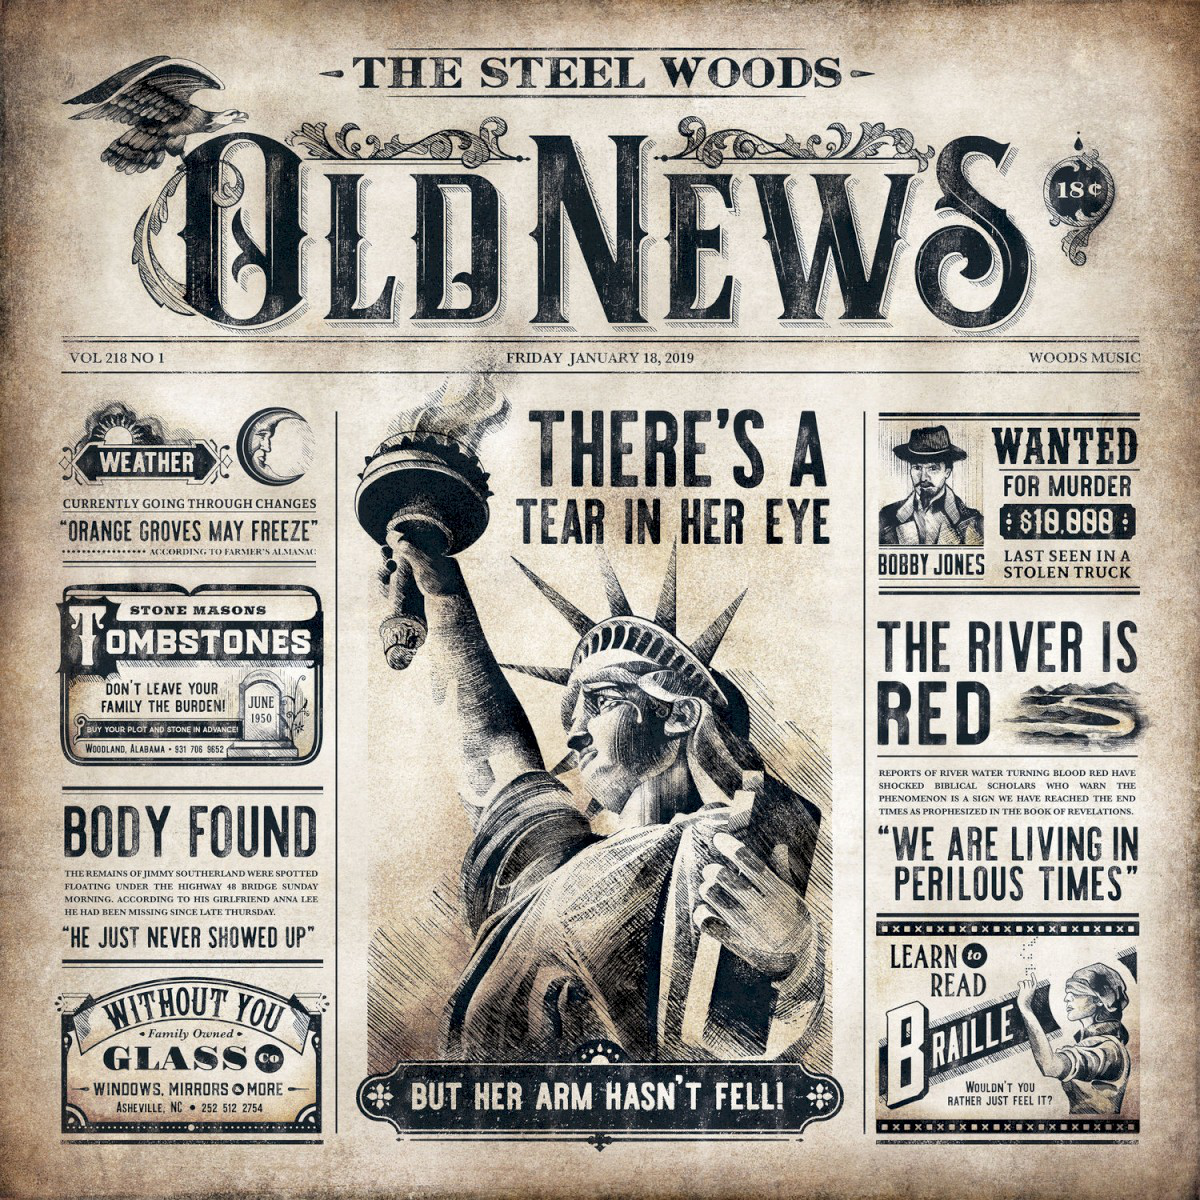 THE STEEL WOODS
OLD NEWS
18¢
VOL 218 NO 1
FRIDAY JANUARY 18, 2019
WOODS MUSIC
WEATHER
CURRENTLY GOING THROUGH CHANGES
“ORANGE GROVES MAY FREEZE”
ACCORDING TO FARMER'S ALMANAC
STONE MASONS
TOMBSTONES
DON'T LEAVE YOUR
FAMILY THE BURDEN!
BUY YOUR PLOT AND STONE IN ADVANCE!
JUNE
1950
WOODLAND, ALABAMA • 931 706 9652
BODY FOUND
THE REMAINS OF JIMMY SOUTHERLAND WERE SPOTTED
FLOATING UNDER THE HIGHWAY 48 BRIDGE SUNDAY
MORNING. ACCORDING TO HIS GIRLFRIEND ANNA LEE
HE HAD BEEN MISSING SINCE LATE THURSDAY.
“HE JUST NEVER SHOWED UP”
WITHOUT YOU
Family Owned
GLASS CO
WINDOWS, MIRRORS & MORE
ASHEVILLE, NC • 252 512 2754
THERE'S A
TEAR IN HER EYE
BUT HER ARM HASN'T FELL!
BOBBY JONES
WANTED
FOR MURDER
$10,000
LAST SEEN IN A
STOLEN TRUCK
THE RIVER IS
RED
REPORTS OF RIVER WATER TURNING BLOOD RED HAVE
SHOCKED BIBLICAL SCHOLARS WHO WARN THE
PHENOMENON IS A SIGN WE HAVE REACHED THE END
TIMES AS PROPHESIZED IN THE BOOK OF REVELATIONS.
“WE ARE LIVING IN
PERILOUS TIMES”
LEARN to
READ
BRAILLE
WOULDN'T YOU
RATHER JUST FEEL IT?